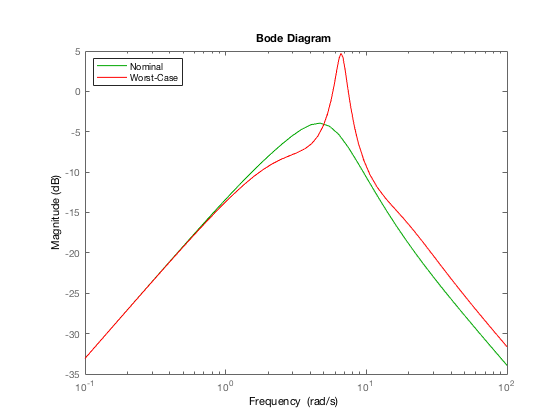 Bode Diagram
Nominal
Worst-Case
Magnitude (dB)
5
0
-5
-10
-15
-20
-25
-30
-35
10^-1
10^0
10^1
10^2
Frequency (rad/s)